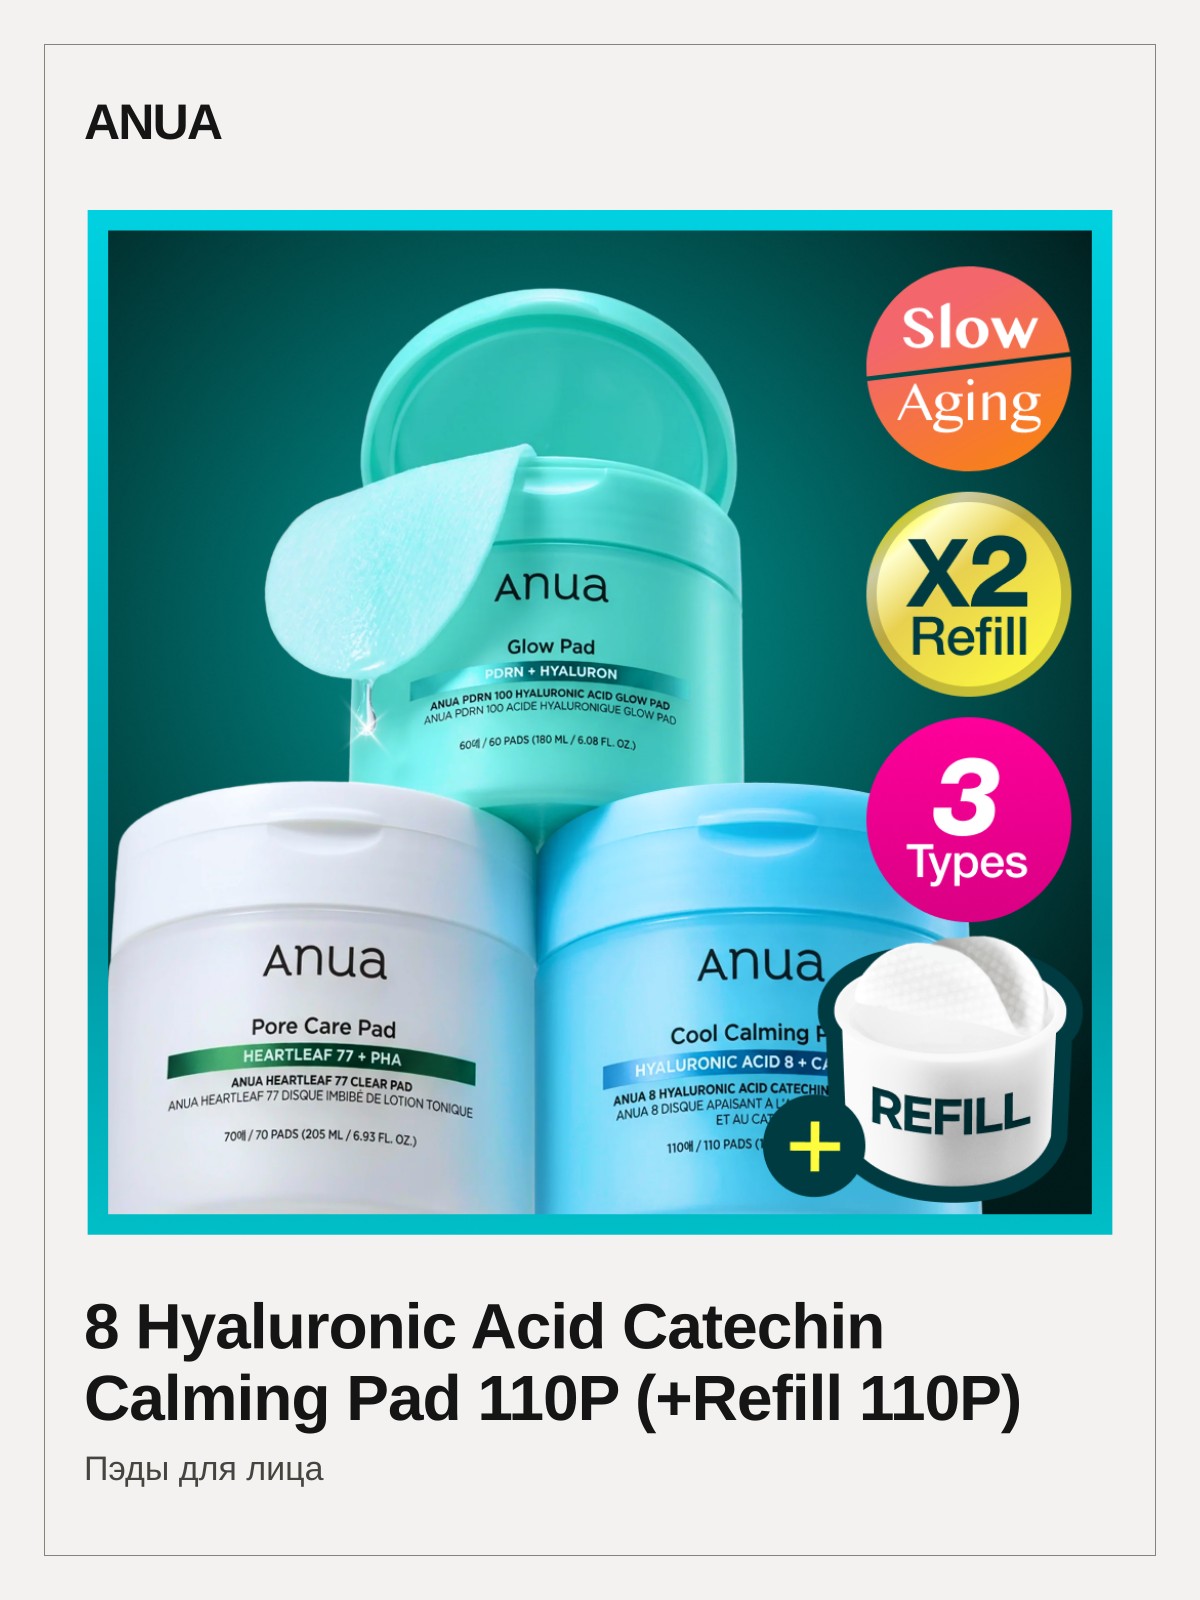 ANUA
Slow
Aging
X2
Refill
3
Types
Anua
Glow Pad
PDRN + HYALURON
ANUA PDRN 100 HYALURONIC ACID GLOW PAD
ANUA PDRN 100 ACIDE HYALURONIQUE GLOW PAD
60매 / 60 PADS (180 ML / 6.08 FL. OZ.)
Anua
Pore Care Pad
HEARTLEAF 77 + PHA
ANUA HEARTLEAF 77 CLEAR PAD
ANUA HEARTLEAF 77 DISQUE IMBIBÉ DE LOTION TONIQUE
70매 / 70 PADS (205 ML / 6.93 FL. OZ.)
Anua
Cool Calming
HYALURONIC ACID 8 +
ANUA 8 HYALURONIC ACID CATECHIN
ANUA 8 DISQUE APAISANT A
ET AU
110매 / 110 PADS
REFILL
+
8 Hyaluronic Acid Catechin
Calming Pad 110P (+Refill 110P)
Пэды для лица